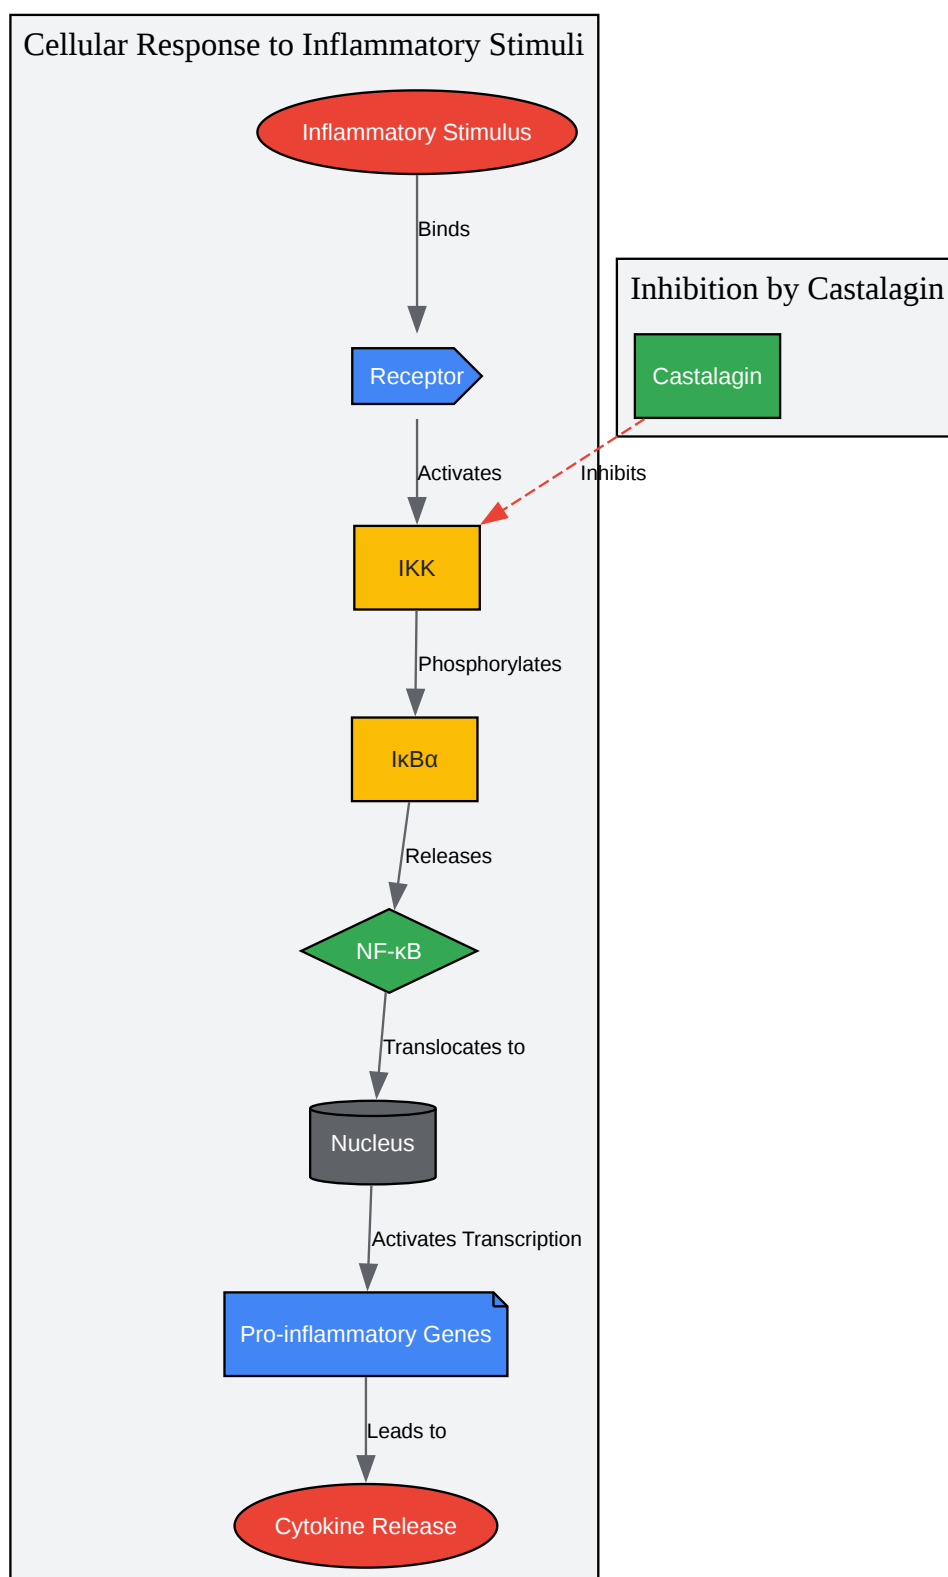 Cellular Response to Inflammatory Stimuli
Inflammatory Stimulus
Binds
Inhibition by Castalagin
Receptor
Castalagin
Activates
Inhibits
IKK
Phosphorylates
IκBα
Releases
NF-κB
Translocates to
Nucleus
Activates Transcription
Pro-inflammatory Genes
Leads to
Cytokine Release